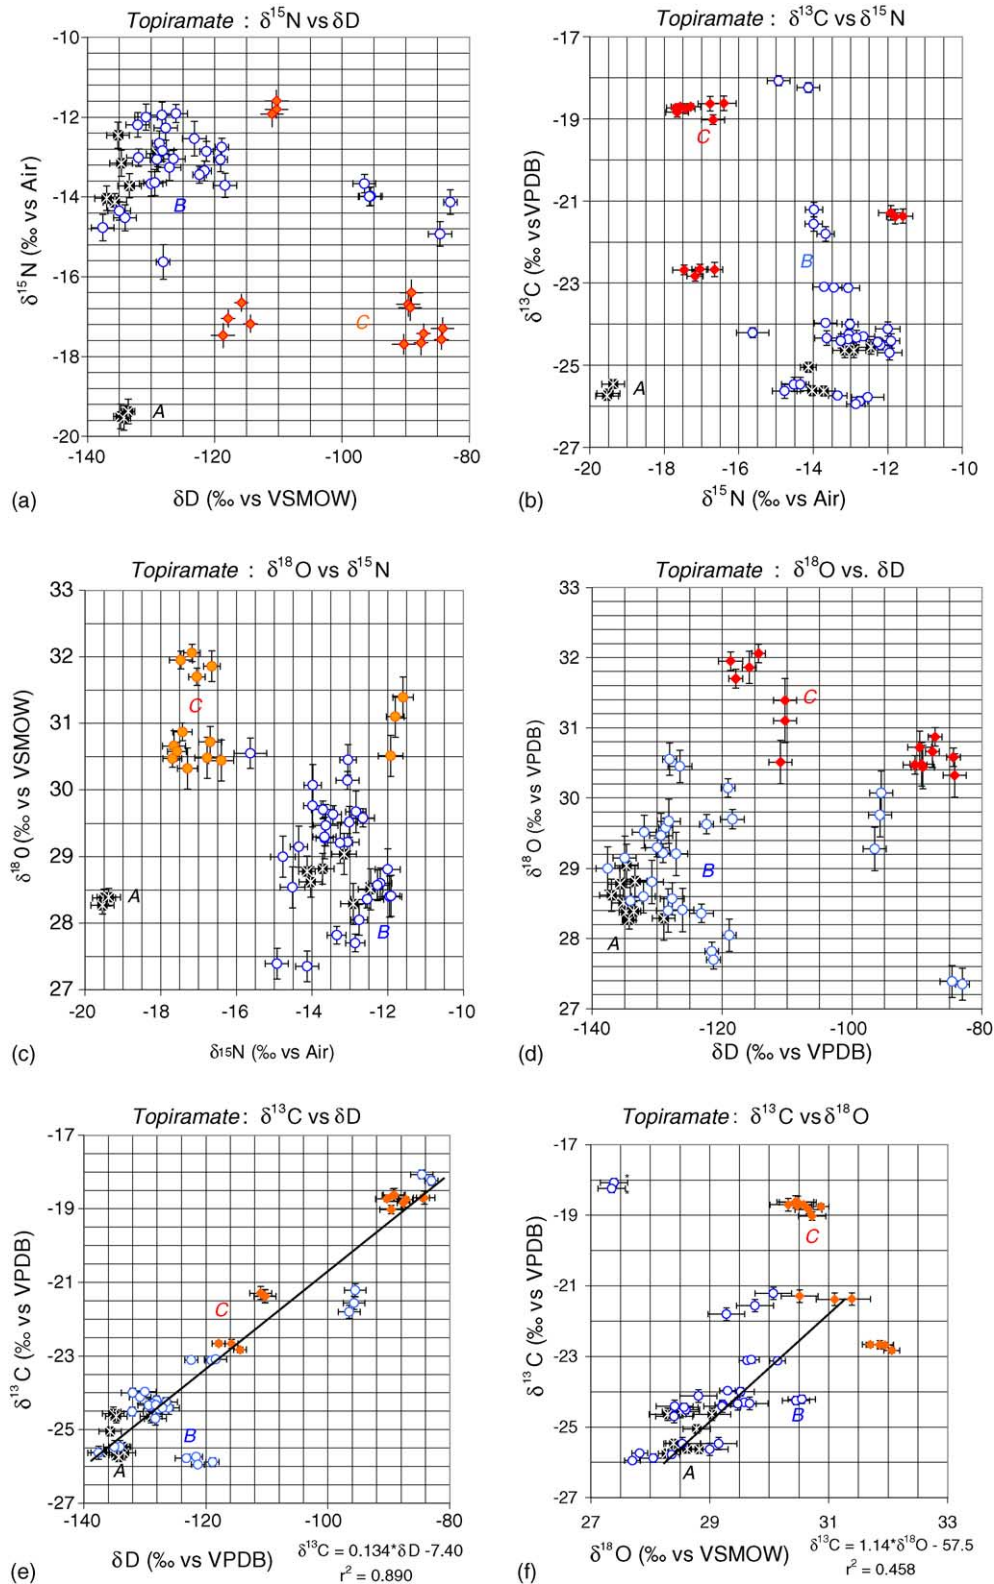 Topiramate : δ¹⁵N vs δD
-10
-12
-14
-16
-18
-20
δ¹⁵N (‰ vs Air)
B
C
A
-140 -120 -100 -80
(a) δD (‰ vs VSMOW)
Topiramate : δ¹³C vs δ¹⁵N
-17
-19
-21
-23
-25
-27
δ¹³C (‰ vsVPDB)
C
B
A
-20 -18 -16 -14 -12 -10
(b) δ¹⁵N (‰ vs Air)
Topiramate : δ¹⁸O vs δ¹⁵N
33
32
31
30
29
28
27
δ¹⁸0 (‰ vs VSMOW)
C
A
B
-20 -18 -16 -14 -12 -10
(c) δ15N (‰ vs Air)
Topiramate : δ¹⁸O vs. δD
33
32
31
30
29
28
27
δ¹⁸O (‰ vs VPDB)
C
B
A
-140 -120 -100 -80
(d) δD (‰ vs VPDB)
Topiramate : δ¹³C vs δD
-17
-19
-21
-23
-25
-27
δ¹³C (‰ vs VPDB)
C
B
A
-140 -120 -100 -80
(e) δD (‰ vs VPDB)
δ¹³C = 0.134*δD -7.40
r² = 0.890
Topiramate : δ¹³C vs δ¹⁸O
-17
-19
-21
-23
-25
-27
δ¹³C (‰ vs VPDB)
*
*
C
B
A
27 29 31 33
(f) δ¹⁸O (‰ vs VSMOW)
δ¹³C = 1.14*δ¹⁸O - 57.5
r² = 0.458